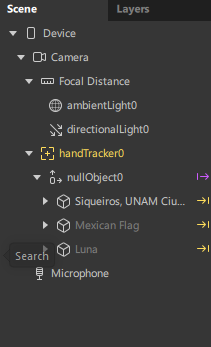 Scene Layers
Device
Camera
Focal Distance
ambientLight0
directionalLight0
handTracker0
nullObject0
Siqueiros, UNAM Ciu...
Mexican Flag
Luna
Search
Microphone